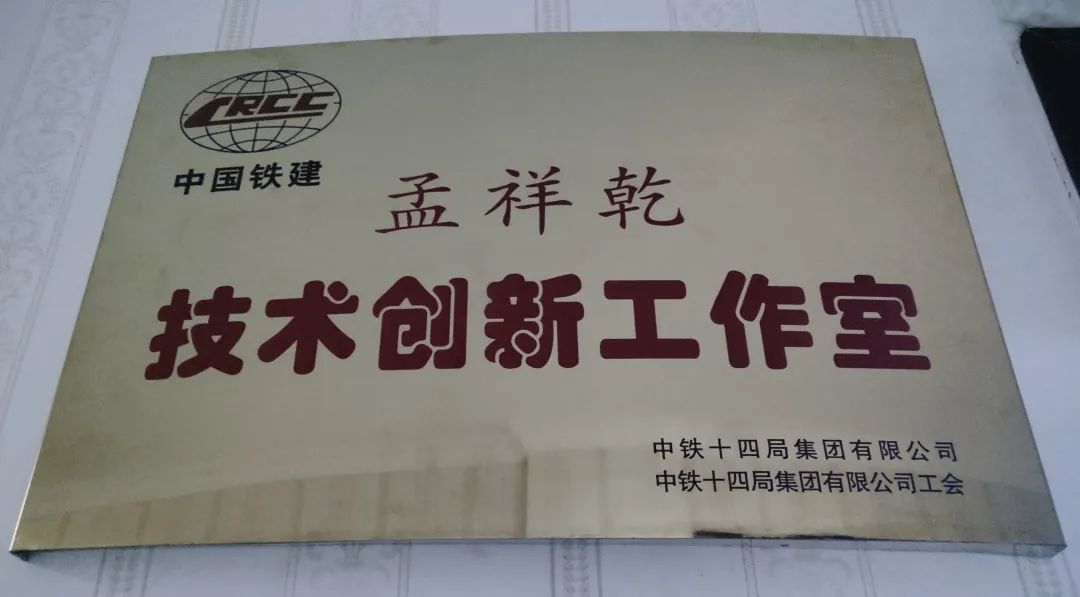 CRCC
中国铁建
孟祥乾
技术创新工作室
中铁十四局集团有限公司
中铁十四局集团有限公司工会